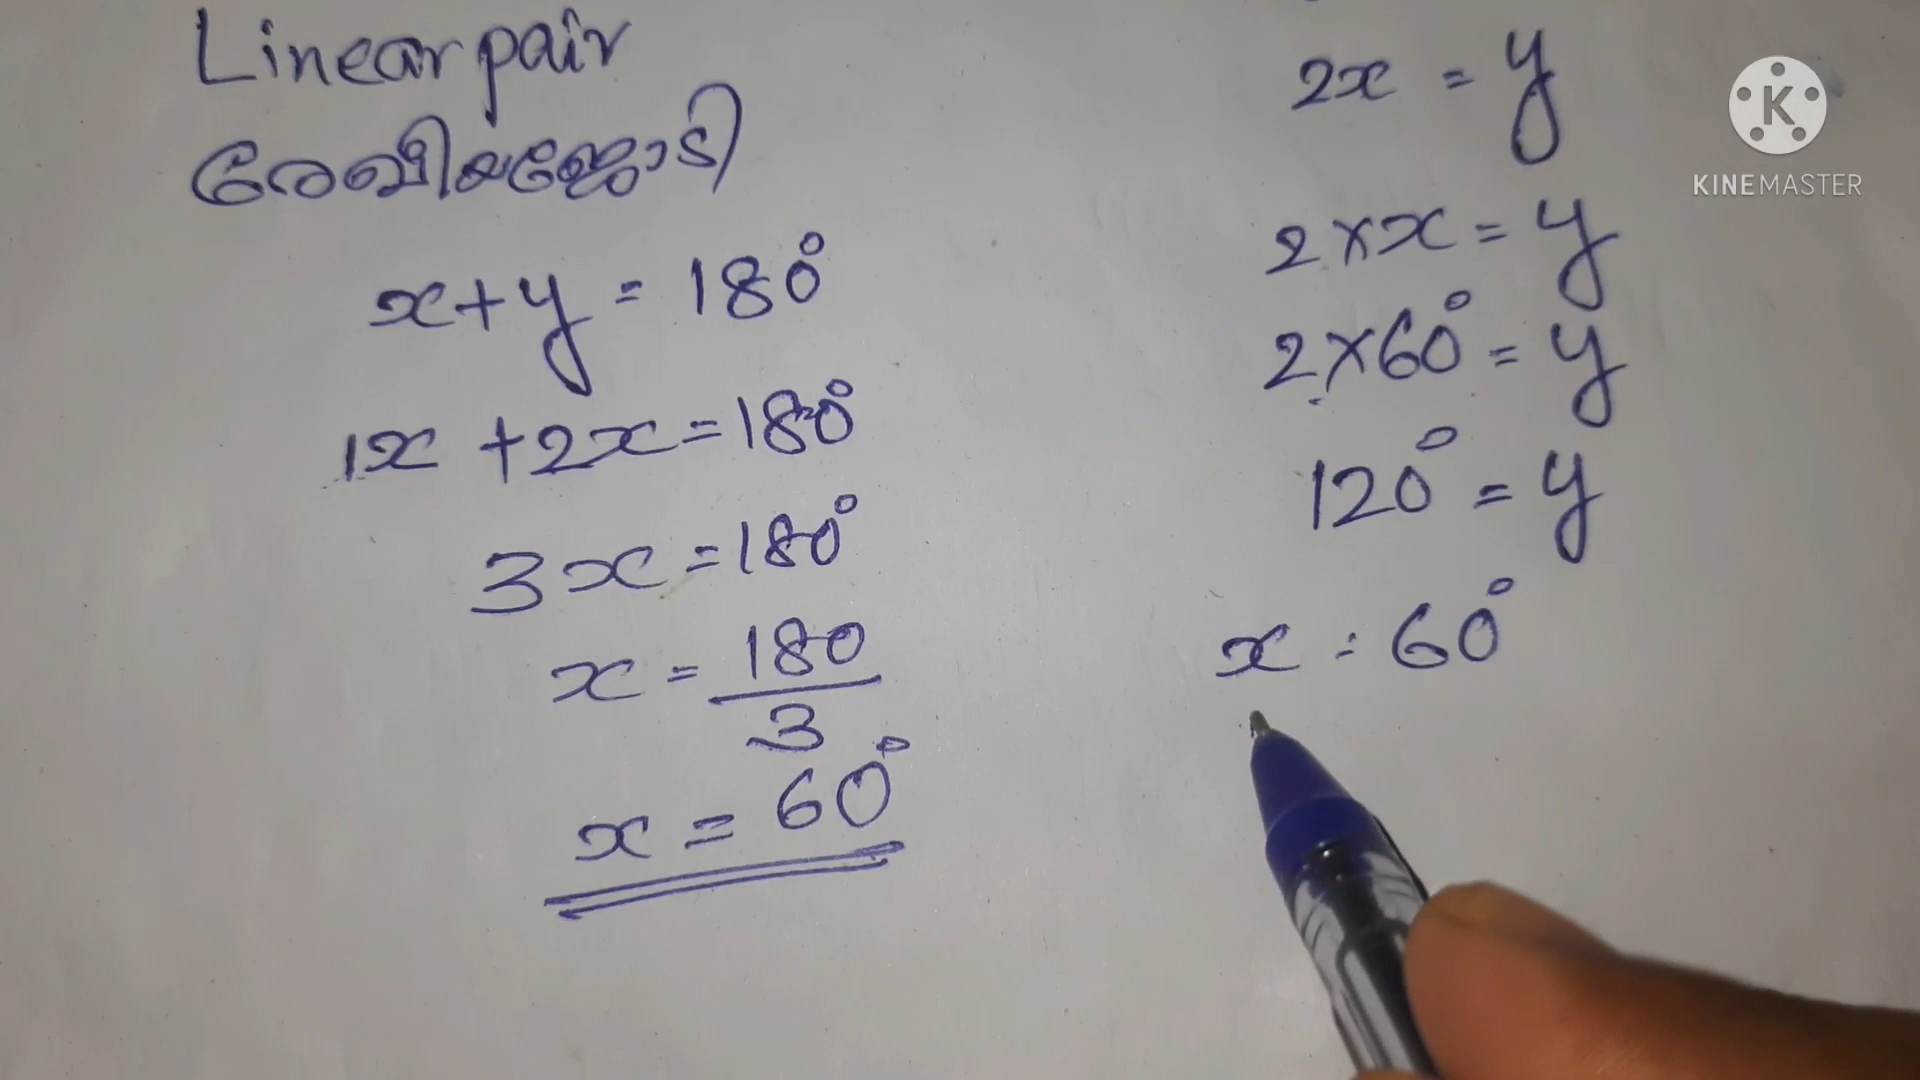 Linear pair
രേഖീയജോടി
x+y = 180°
1x +2x=180°
3x=180°
x = 180/3
x = 60°
2x = y
2×x = y
2×60° = y
120° = y
x = 60°
K
KINEMASTER